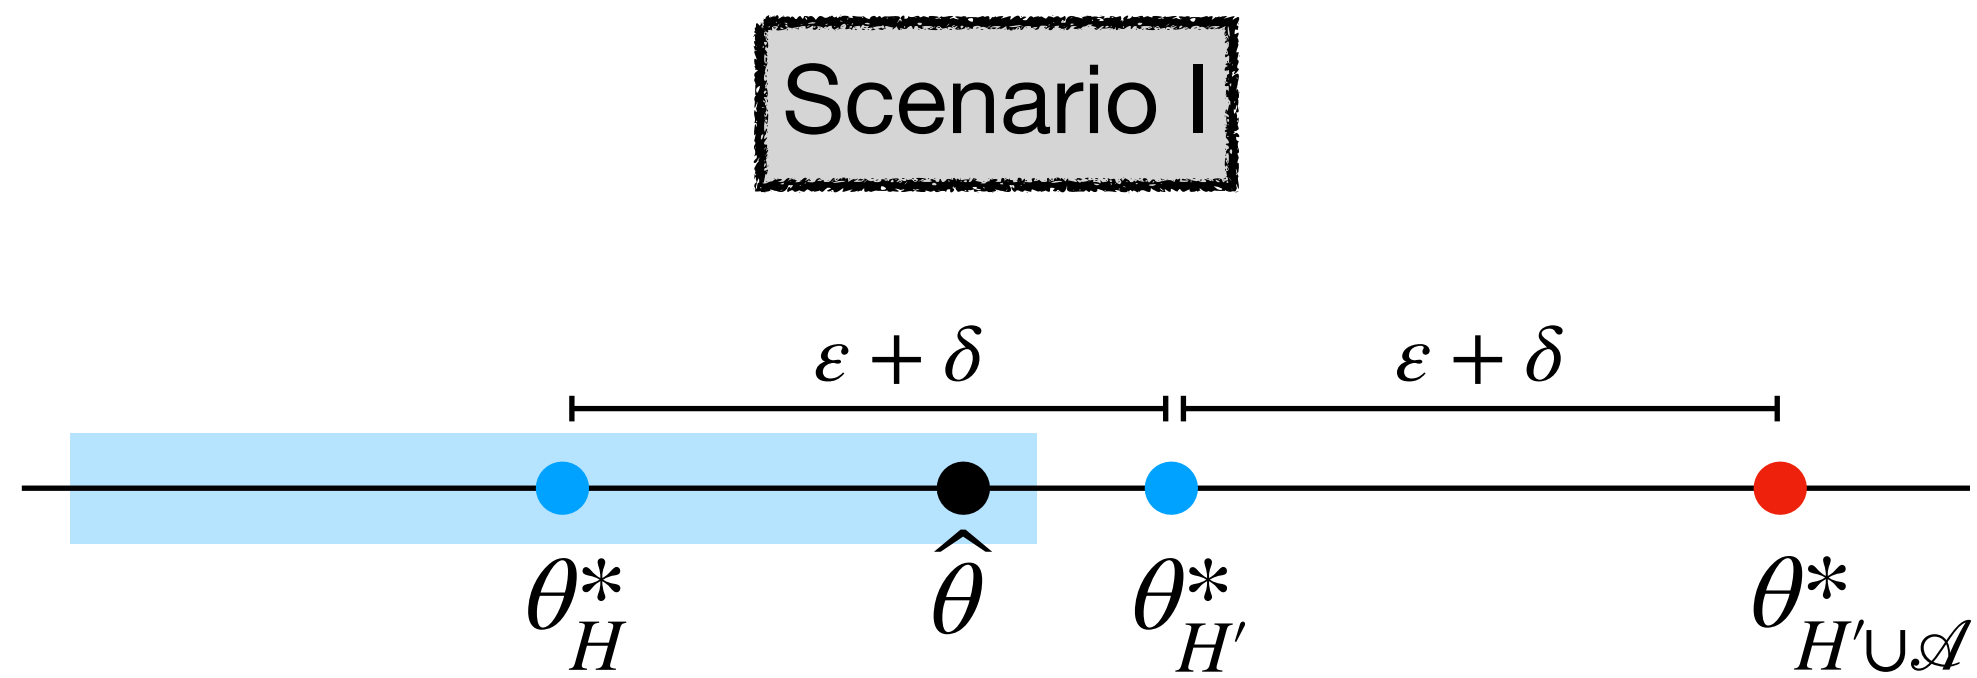 Scenario I
ε + δ ε + δ
θ*_H θ̂ θ*_H′ θ*_H′∪𝒜